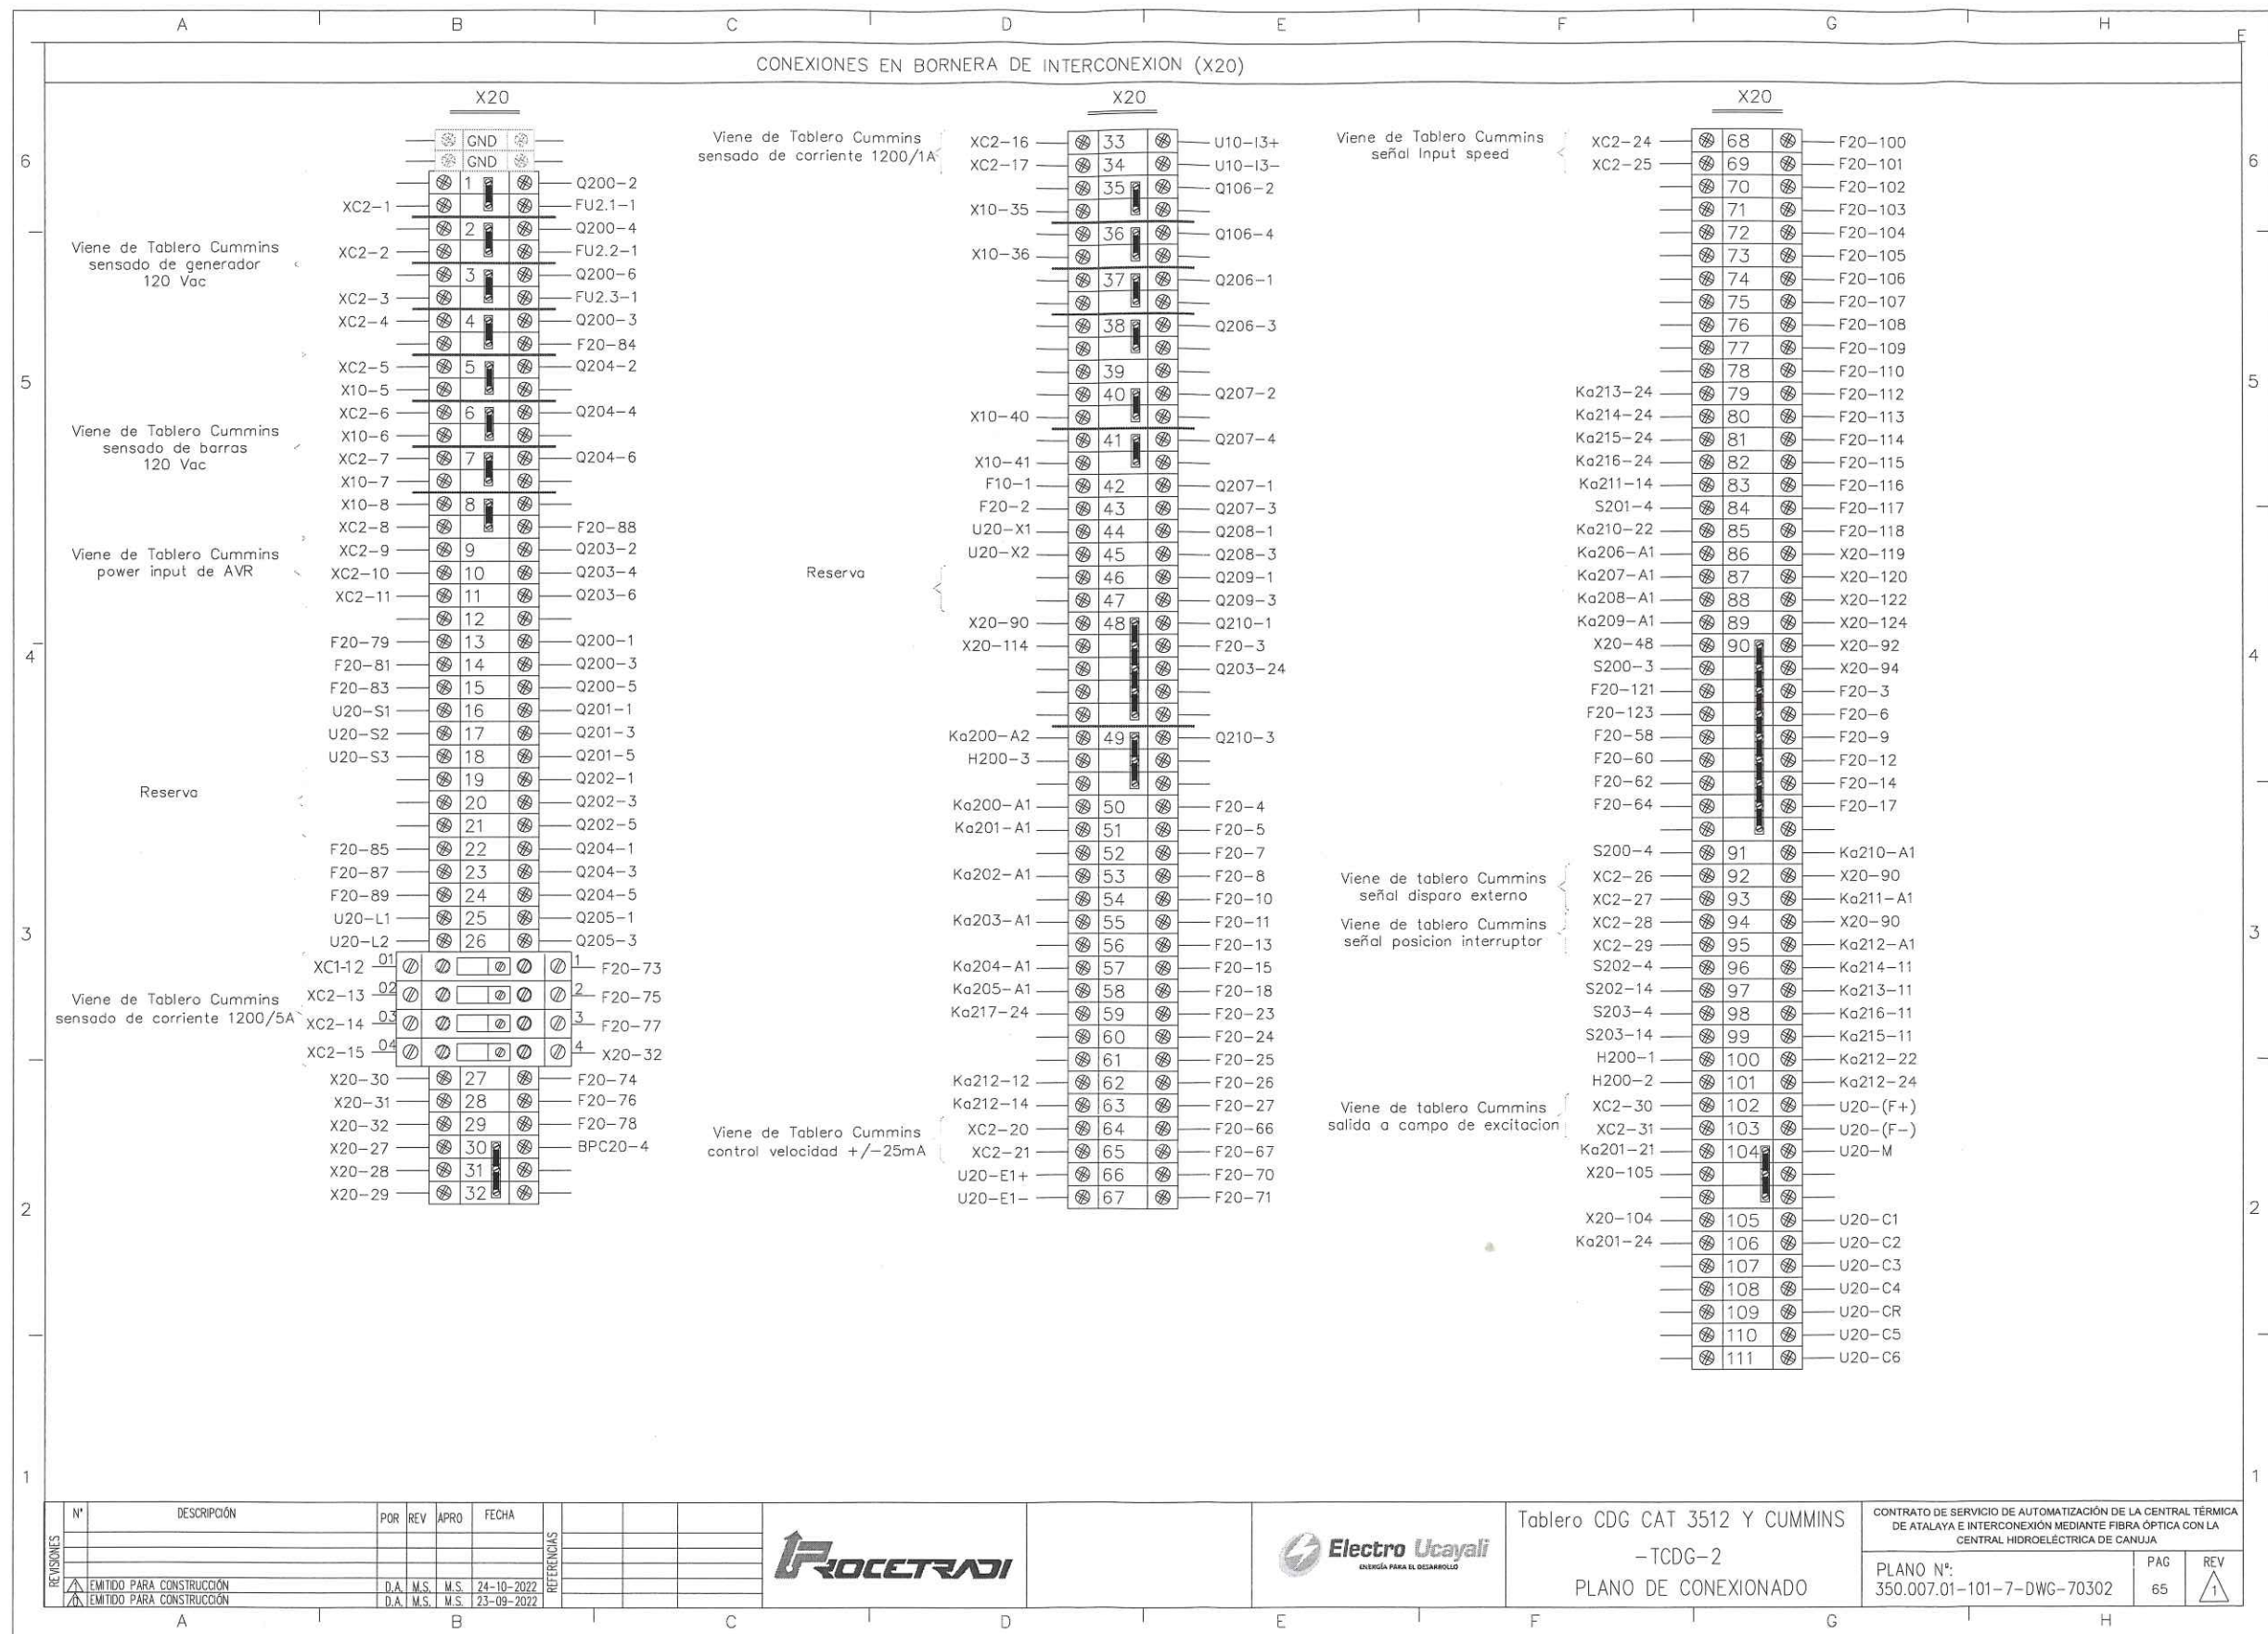 A B C D E F G H
E
CONEXIONES EN BORNERA DE INTERCONEXION (X20)
X20
GND
GND
1 Q200-2
XC2-1 FU2.1-1
2 Q200-4
XC2-2 FU2.2-1
3 Q200-6
XC2-3 FU2.3-1
XC2-4 4 Q200-3
F20-84
XC2-5 5 Q204-2
X10-5
XC2-6 6 Q204-4
X10-6
XC2-7 7 Q204-6
X10-7
X10-8 8
XC2-8 F20-88
XC2-9 9 Q203-2
XC2-10 10 Q203-4
XC2-11 11 Q203-6
12
F20-79 13 Q200-1
F20-81 14 Q200-3
F20-83 15 Q200-5
U20-S1 16 Q201-1
U20-S2 17 Q201-3
U20-S3 18 Q201-5
19 Q202-1
20 Q202-3
21 Q202-5
F20-85 22 Q204-1
F20-87 23 Q204-3
F20-89 24 Q204-5
U20-L1 25 Q205-1
U20-L2 26 Q205-3
XC1-12 01 1 F20-73
XC2-13 02 2 F20-75
XC2-14 03 3 F20-77
XC2-15 04 4 X20-32
X20-30 27 F20-74
X20-31 28 F20-76
X20-32 29 F20-78
X20-27 30 BPC20-4
X20-28 31
X20-29 32
Viene de Tablero Cummins
sensado de generador
120 Vac
Viene de Tablero Cummins
sensado de barras
120 Vac
Viene de Tablero Cummins
power input de AVR
Reserva
Viene de Tablero Cummins
sensado de corriente 1200/5A
X20
Viene de Tablero Cummins
sensado de corriente 1200/1A
XC2-16 33 U10-I3+
XC2-17 34 U10-I3-
35 Q106-2
X10-35
36 Q106-4
X10-36
37 Q206-1
38 Q206-3
39
40 Q207-2
X10-40
41 Q207-4
X10-41
F10-1 42 Q207-1
F20-2 43 Q207-3
U20-X1 44 Q208-1
U20-X2 45 Q208-3
Reserva
46 Q209-1
47 Q209-3
X20-90 48 Q210-1
X20-114 F20-3
Q203-24
Ka200-A2 49 Q210-3
H200-3
Ka200-A1 50 F20-4
Ka201-A1 51 F20-5
52 F20-7
Ka202-A1 53 F20-8
54 F20-10
Ka203-A1 55 F20-11
56 F20-13
Ka204-A1 57 F20-15
Ka205-A1 58 F20-18
Ka217-24 59 F20-23
60 F20-24
61 F20-25
Ka212-12 62 F20-26
Ka212-14 63 F20-27
Viene de Tablero Cummins
control velocidad +/-25mA
XC2-20 64 F20-66
XC2-21 65 F20-67
U20-E1+ 66 F20-70
U20-E1- 67 F20-71
X20
Viene de Tablero Cummins
señal Input speed
XC2-24 68 F20-100
XC2-25 69 F20-101
70 F20-102
71 F20-103
72 F20-104
73 F20-105
74 F20-106
75 F20-107
76 F20-108
77 F20-109
78 F20-110
Ka213-24 79 F20-112
Ka214-24 80 F20-113
Ka215-24 81 F20-114
Ka216-24 82 F20-115
Ka211-14 83 F20-116
S201-4 84 F20-117
Ka210-22 85 F20-118
Ka206-A1 86 X20-119
Ka207-A1 87 X20-120
Ka208-A1 88 X20-122
Ka209-A1 89 X20-124
X20-48 90 X20-92
S200-3 X20-94
F20-121 F20-3
F20-123 F20-6
F20-58 F20-9
F20-60 F20-12
F20-62 F20-14
F20-64 F20-17
S200-4 91 Ka210-A1
Viene de tablero Cummins
señal disparo externo
XC2-26 92 X20-90
XC2-27 93 Ka211-A1
Viene de tablero Cummins
señal posicion interruptor
XC2-28 94 X20-90
XC2-29 95 Ka212-A1
S202-4 96 Ka214-11
S202-14 97 Ka213-11
S203-4 98 Ka216-11
S203-14 99 Ka215-11
H200-1 100 Ka212-22
H200-2 101 Ka212-24
Viene de tablero Cummins
salida a campo de excitacion
XC2-30 102 U20-(F+)
XC2-31 103 U20-(F-)
Ka201-21 104 U20-M
X20-105
X20-104 105 U20-C1
Ka201-24 106 U20-C2
107 U20-C3
108 U20-C4
109 U20-CR
110 U20-C5
111 U20-C6
6 6
5 5
4 4
3 3
2 2
1 1
REVISIONES
N° DESCRIPCIÓN POR REV APRO FECHA
1 EMITIDO PARA CONSTRUCCIÓN D.A. M.S. M.S. 24-10-2022
0 EMITIDO PARA CONSTRUCCIÓN D.A. M.S. M.S. 23-09-2022
REFERENCIAS
PROCETRADI
Electro Ucayali
ENERGÍA PARA EL DESARROLLO
Tablero CDG CAT 3512 Y CUMMINS
-TCDG-2
PLANO DE CONEXIONADO
CONTRATO DE SERVICIO DE AUTOMATIZACIÓN DE LA CENTRAL TÉRMICA
DE ATALAYA E INTERCONEXIÓN MEDIANTE FIBRA ÓPTICA CON LA
CENTRAL HIDROELÉCTRICA DE CANUJA
PLANO N°:
350.007.01-101-7-DWG-70302
PAG
65
REV
1
A B C D E F G H